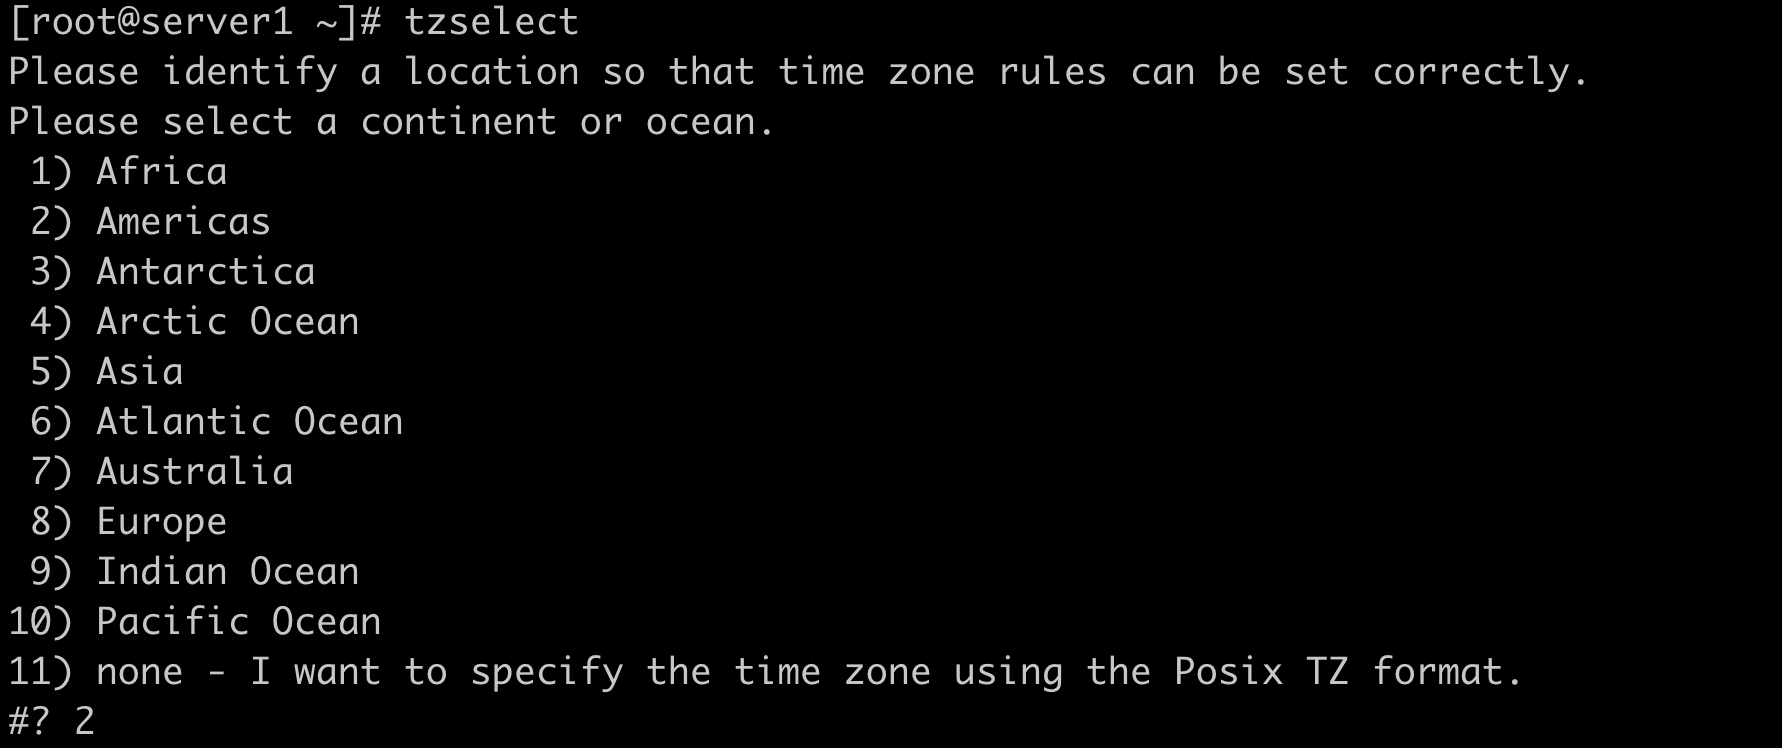 [root@server1 ~]# tzselect
Please identify a location so that time zone rules can be set correctly.
Please select a continent or ocean.
 1) Africa
 2) Americas
 3) Antarctica
 4) Arctic Ocean
 5) Asia
 6) Atlantic Ocean
 7) Australia
 8) Europe
 9) Indian Ocean
10) Pacific Ocean
11) none - I want to specify the time zone using the Posix TZ format.
#? 2